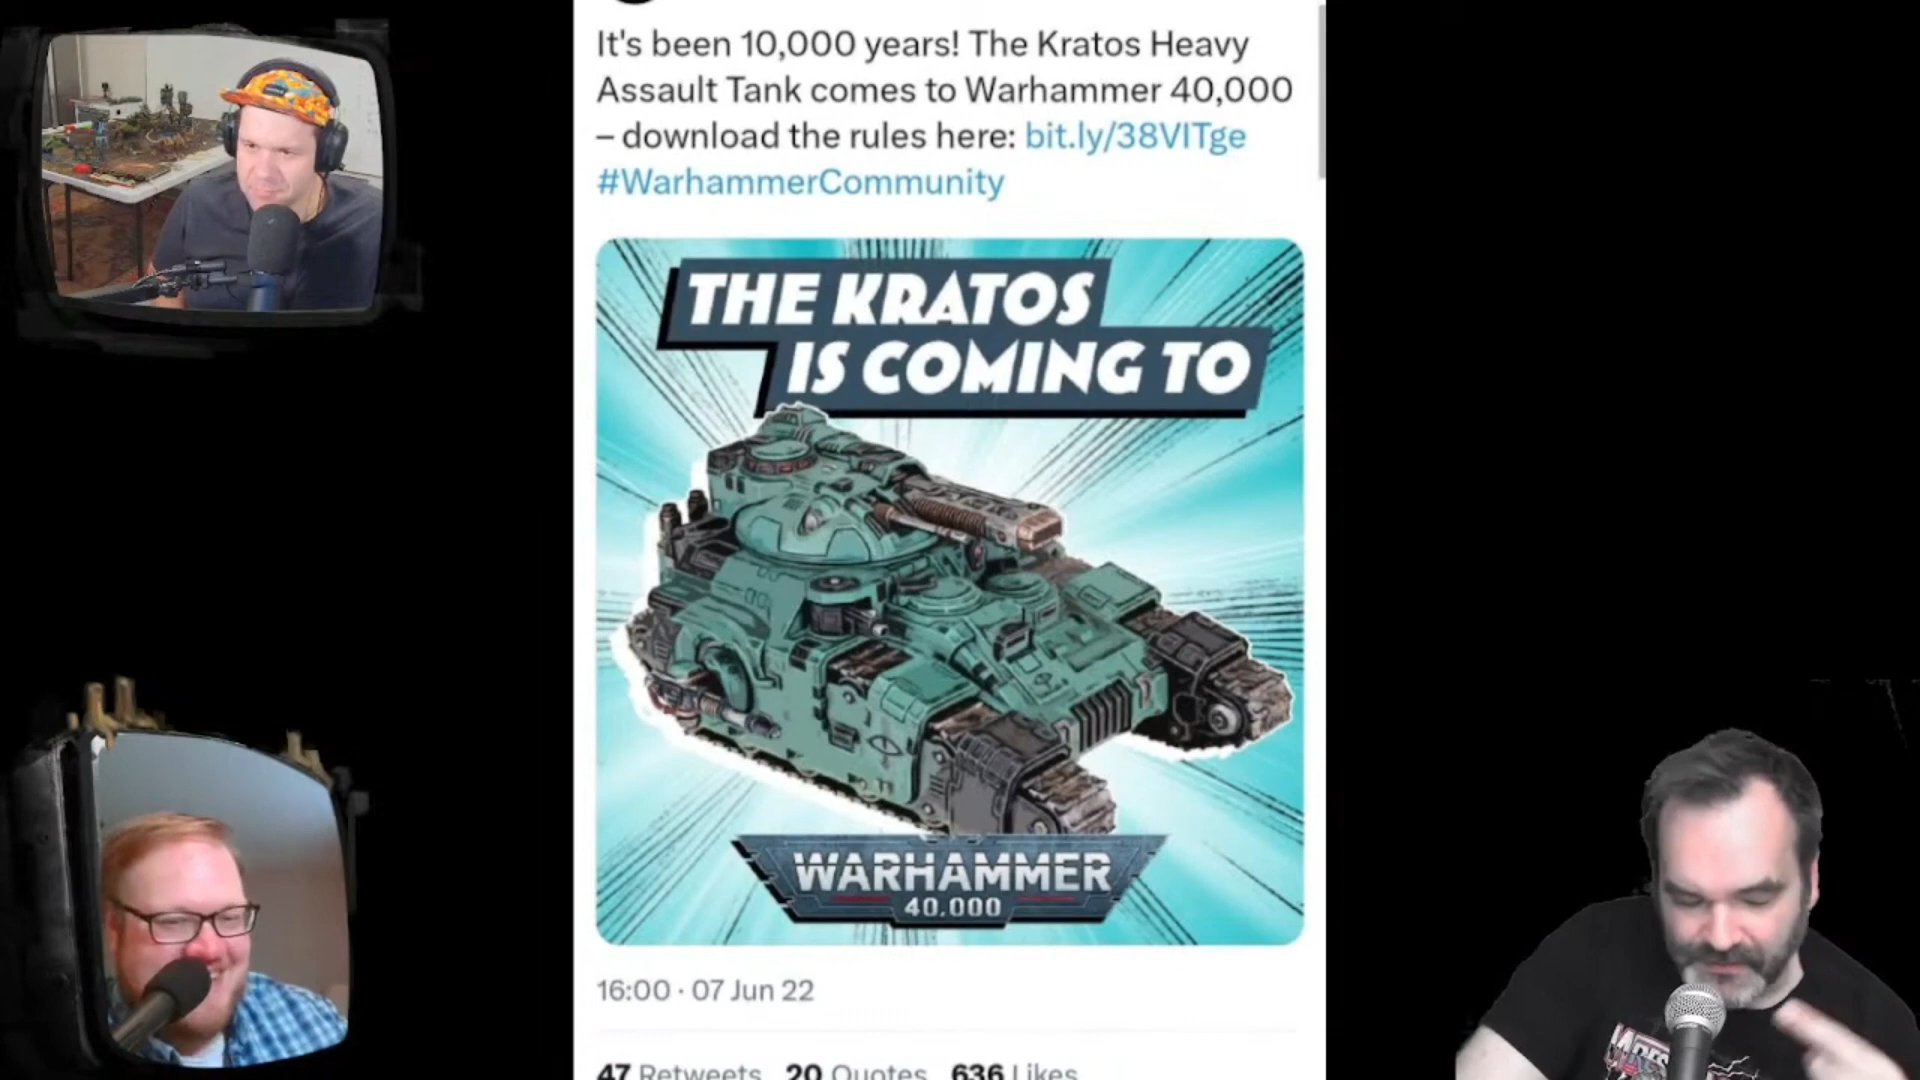 It's been 10,000 years! The Kratos Heavy
Assault Tank comes to Warhammer 40,000
– download the rules here: bit.ly/38VITge
#WarhammerCommunity
THE KRATOS
IS COMING TO
WARHAMMER
40,000
16:00 · 07 Jun 22
47 Retweets 20 Quotes 636 Likes